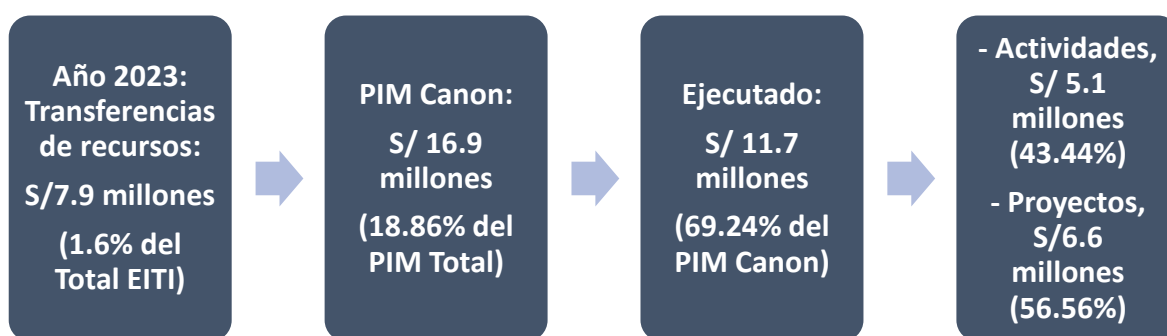 Año 2023:
Transferencias
de recursos:
S/7.9 millones
(1.6% del
Total EITI)
PIM Canon:
S/ 16.9
millones
(18.86% del
PIM Total)
Ejecutado:
S/ 11.7
millones
(69.24% del
PIM Canon)
- Actividades,
S/ 5.1
millones
(43.44%)
- Proyectos,
S/6.6
millones
(56.56%)